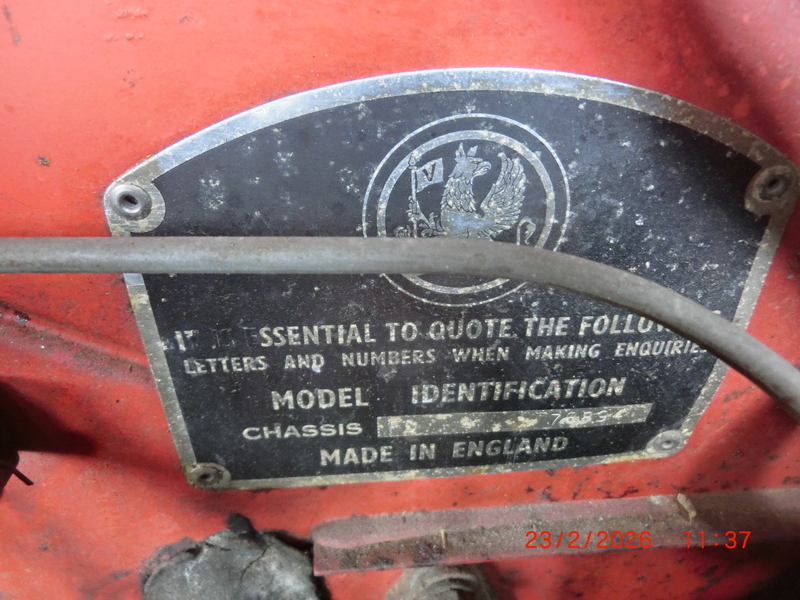 V
ESSENTIAL TO QUOTE THE
LETTERS AND NUMBERS WHEN MAKING ENQUIRIES
MODEL IDENTIFICATION
CHASSIS
MADE IN ENGLAND
23/2/2026 11:37